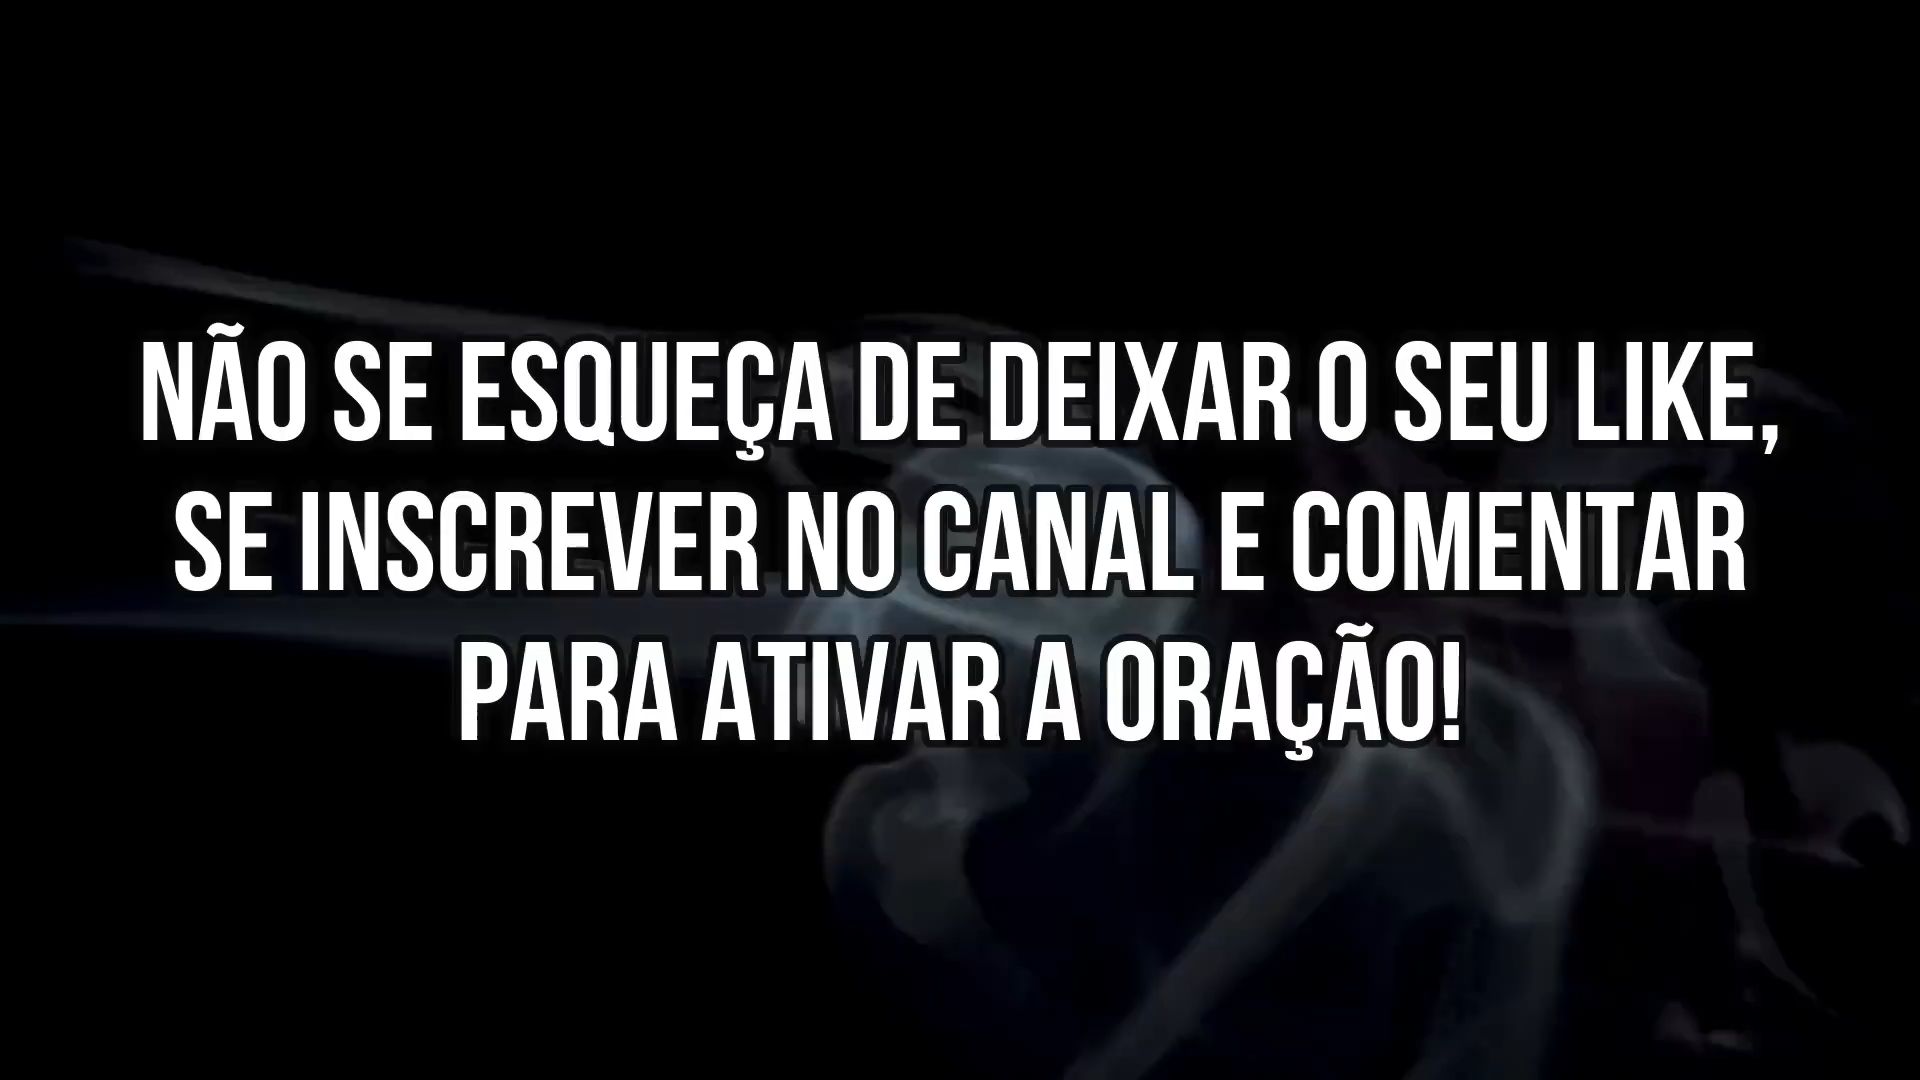 NÃO SE ESQUEÇA DE DEIXAR O SEU LIKE,
SE INSCREVER NO CANAL E COMENTAR
PARA ATIVAR A ORAÇÃO!